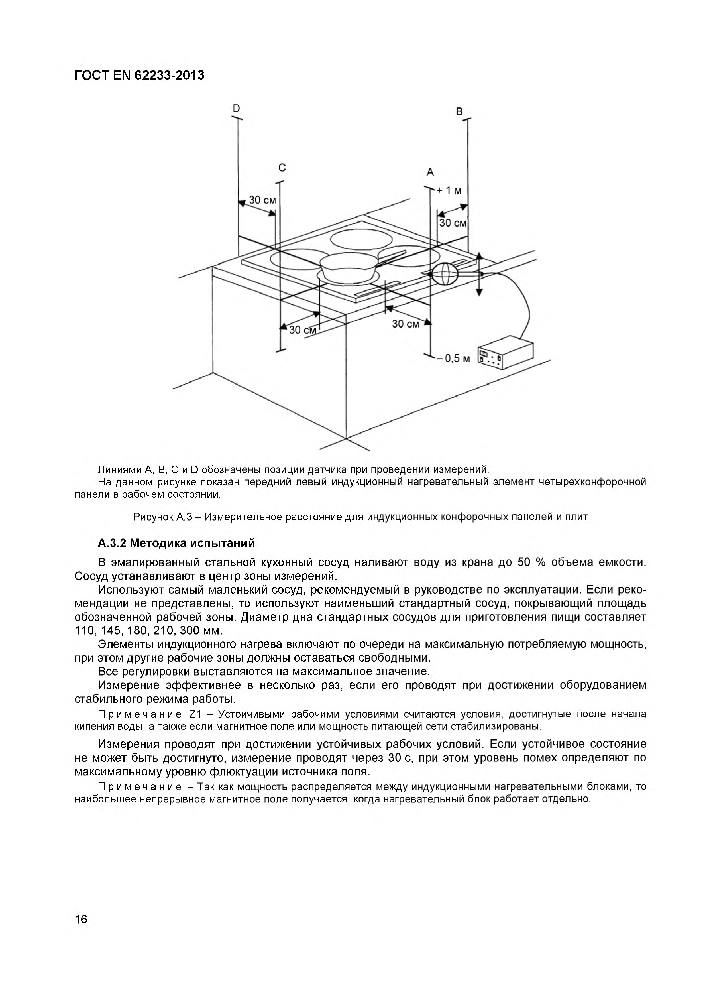 ГОСТ EN 62233-2013
D
B
C
A
+ 1 м
30 см
30 см
30 см
30 см
– 0,5 м
Линиями А, В, С и D обозначены позиции датчика при проведении измерений.
На данном рисунке показан передний левый индукционный нагревательный элемент четырехконфорочной
панели в рабочем состоянии.
Рисунок А.3 – Измерительное расстояние для индукционных конфорочных панелей и плит
А.3.2 Методика испытаний
В эмалированный стальной кухонный сосуд наливают воду из крана до 50 % объема емкости.
Сосуд устанавливают в центр зоны измерений.
Используют самый маленький сосуд, рекомендуемый в руководстве по эксплуатации. Если реко-
мендации не представлены, то используют наименьший стандартный сосуд, покрывающий площадь
обозначенной рабочей зоны. Диаметр дна стандартных сосудов для приготовления пищи составляет
110, 145, 180, 210, 300 мм.
Элементы индукционного нагрева включают по очереди на максимальную потребляемую мощность,
при этом другие рабочие зоны должны оставаться свободными.
Все регулировки выставляются на максимальное значение.
Измерение эффективнее в несколько раз, если его проводят при достижении оборудованием
стабильного режима работы.
Примечание Z1 – Устойчивыми рабочими условиями считаются условия, достигнутые после начала
кипения воды, а также если магнитное поле или мощность питающей сети стабилизированы.
Измерения проводят при достижении устойчивых рабочих условий. Если устойчивое состояние
не может быть достигнуто, измерение проводят через 30 с, при этом уровень помех определяют по
максимальному уровню флюктуации источника поля.
Примечание – Так как мощность распределяется между индукционными нагревательными блоками, то
наибольшее непрерывное магнитное поле получается, когда нагревательный блок работает отдельно.
16